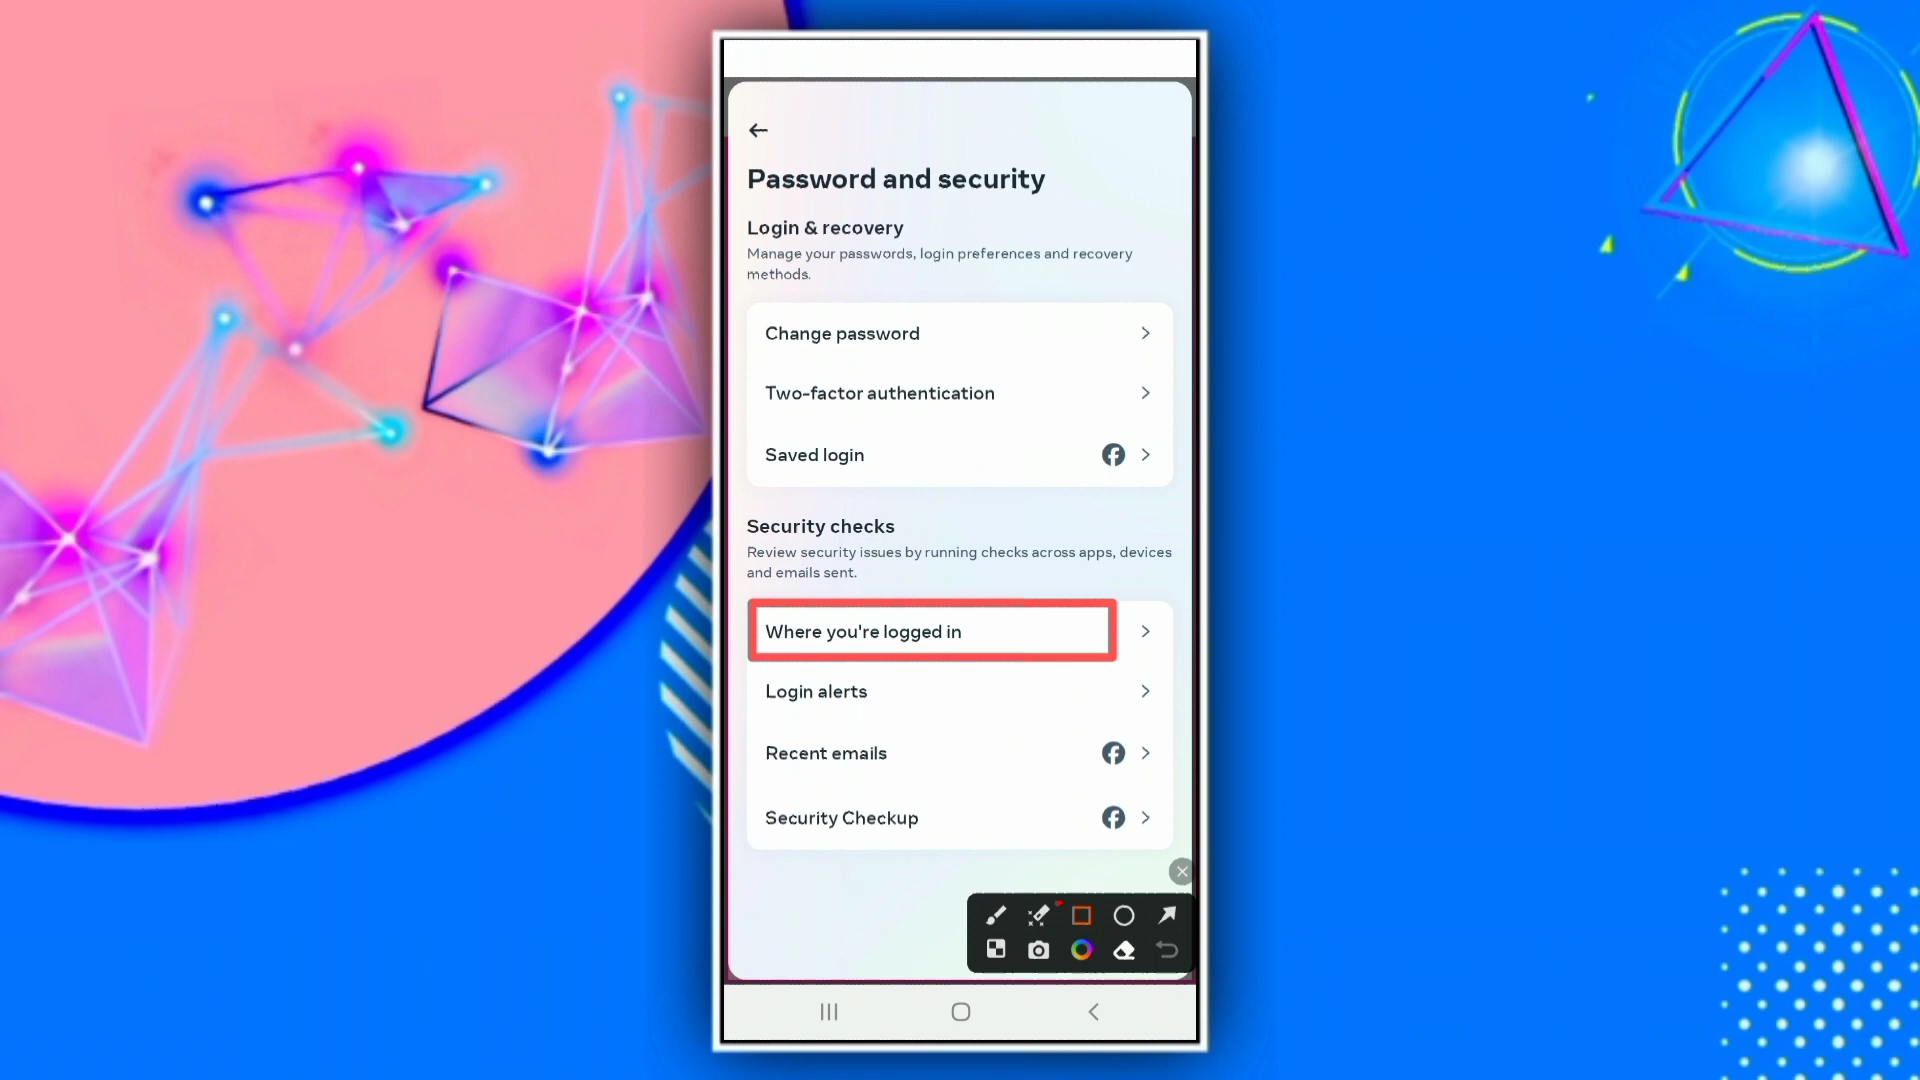 Password and security
Login & recovery
Manage your passwords, login preferences and recovery
methods.
Change password
Two-factor authentication
Saved login
Security checks
Review security issues by running checks across apps, devices
and emails sent.
Where you're logged in
Login alerts
Recent emails
Security Checkup